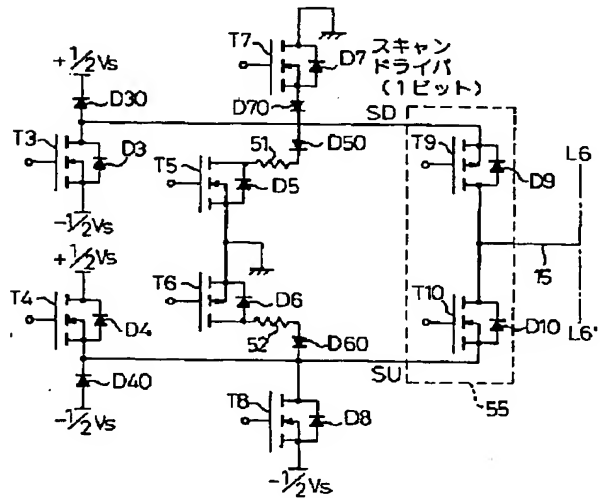 T7
D7
スキャン
ドライバ
(1ビット)
+1/2Vs
D30
D70
SD
T3
D3
51
D50
T9
D9
L6
T5
D5
-1/2Vs
+1/2Vs
15
T4
D4
T6
D6
T10
D10
L6'
52
D60
D40
SU
-1/2Vs
T8
D8
55
-1/2Vs